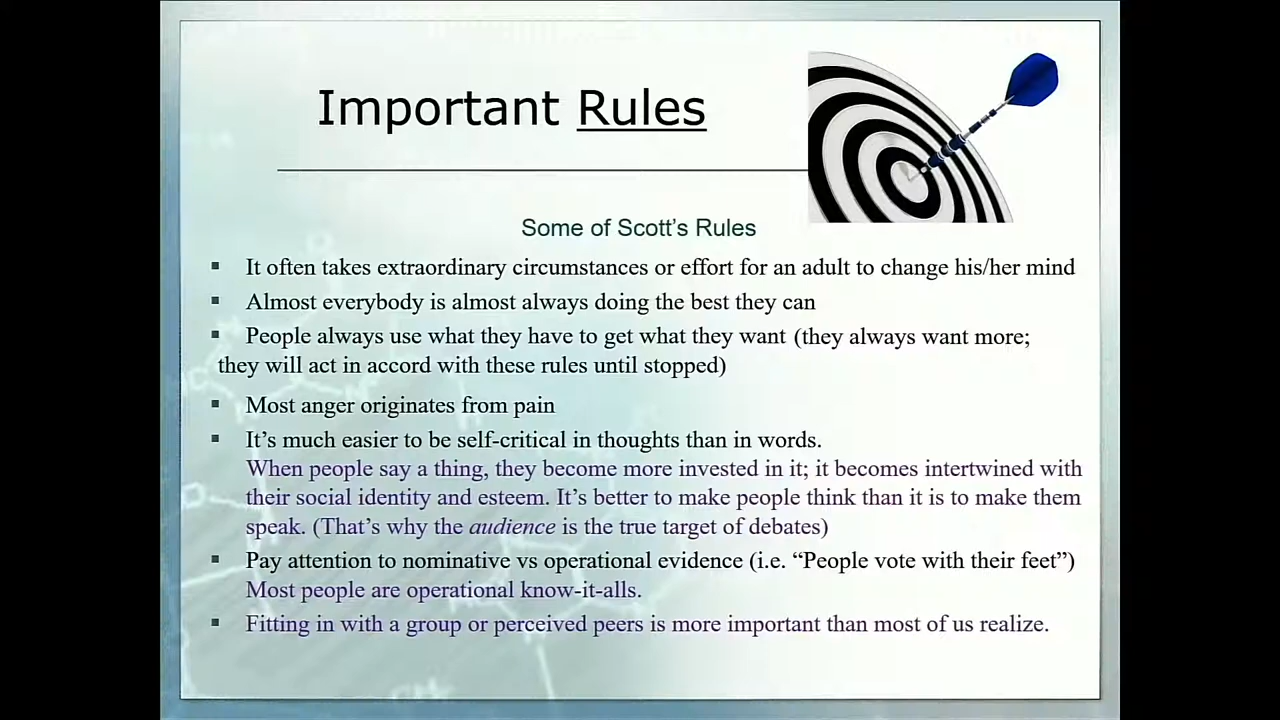 Important Rules
Some of Scott’s Rules
▪ It often takes extraordinary circumstances or effort for an adult to change his/her mind
▪ Almost everybody is almost always doing the best they can
▪ People always use what they have to get what they want (they always want more;
they will act in accord with these rules until stopped)
▪ Most anger originates from pain
▪ It’s much easier to be self-critical in thoughts than in words.
When people say a thing, they become more invested in it; it becomes intertwined with
their social identity and esteem. It’s better to make people think than it is to make them
speak. (That’s why the audience is the true target of debates)
▪ Pay attention to nominative vs operational evidence (i.e. “People vote with their feet”)
Most people are operational know-it-alls.
▪ Fitting in with a group or perceived peers is more important than most of us realize.